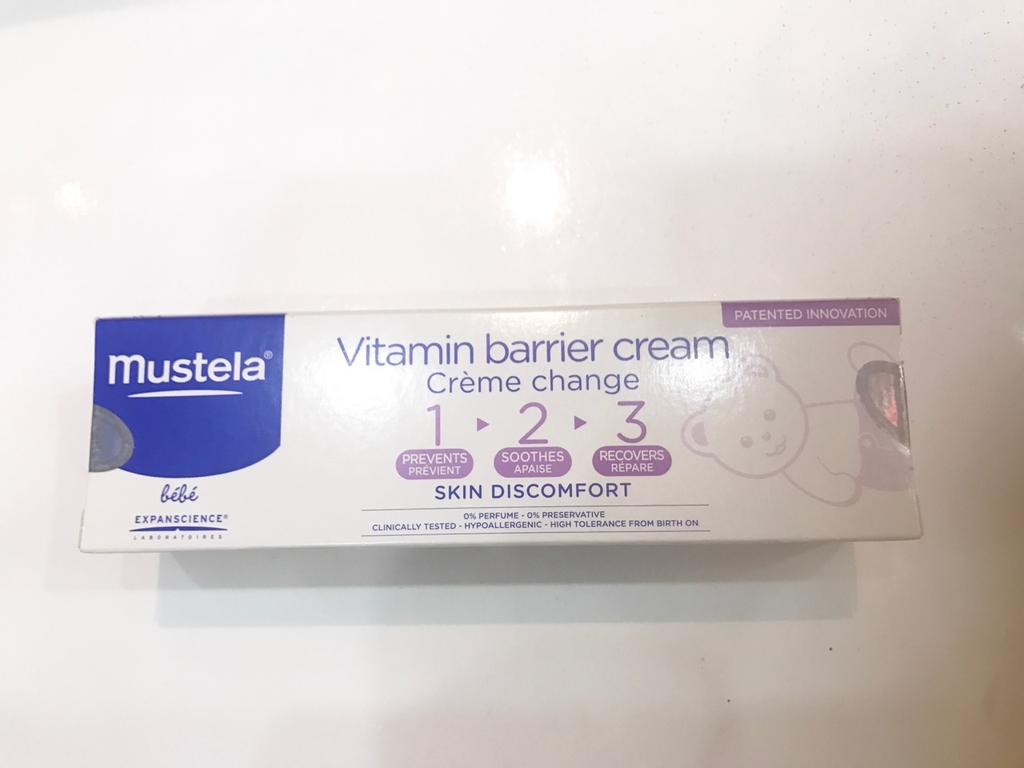 PATENTED INNOVATION
mustela®
bébé
EXPANSCIENCE®
LABORATOIRES
Vitamin barrier cream
Crème change
1 ▸ 2 ▸ 3
PREVENTS SOOTHES RECOVERS
PRÉVIENT APAISE RÉPARE
SKIN DISCOMFORT
0% PERFUME - 0% PRESERVATIVE
CLINICALLY TESTED - HYPOALLERGENIC - HIGH TOLERANCE FROM BIRTH ON